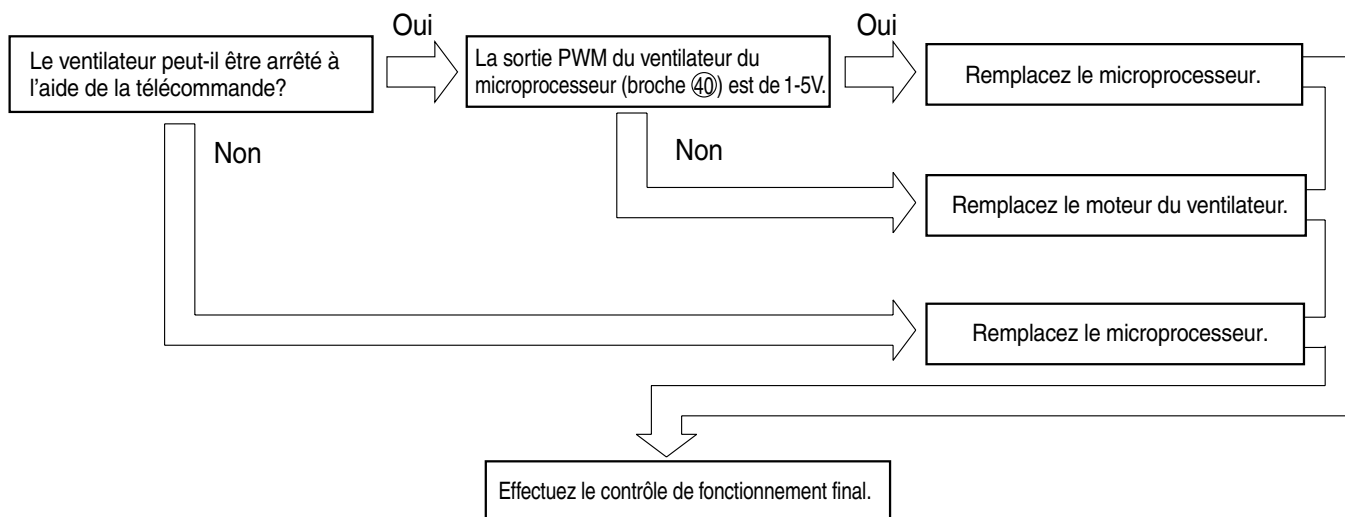 Oui
Oui
Le ventilateur peut-il être arrêté à
l'aide de la télécommande?
La sortie PWM du ventilateur du
microprocesseur (broche ㊵) est de 1-5V.
Remplacez le microprocesseur.
Non
Non
Remplacez le moteur du ventilateur.
Remplacez le microprocesseur.
Effectuez le contrôle de fonctionnement final.